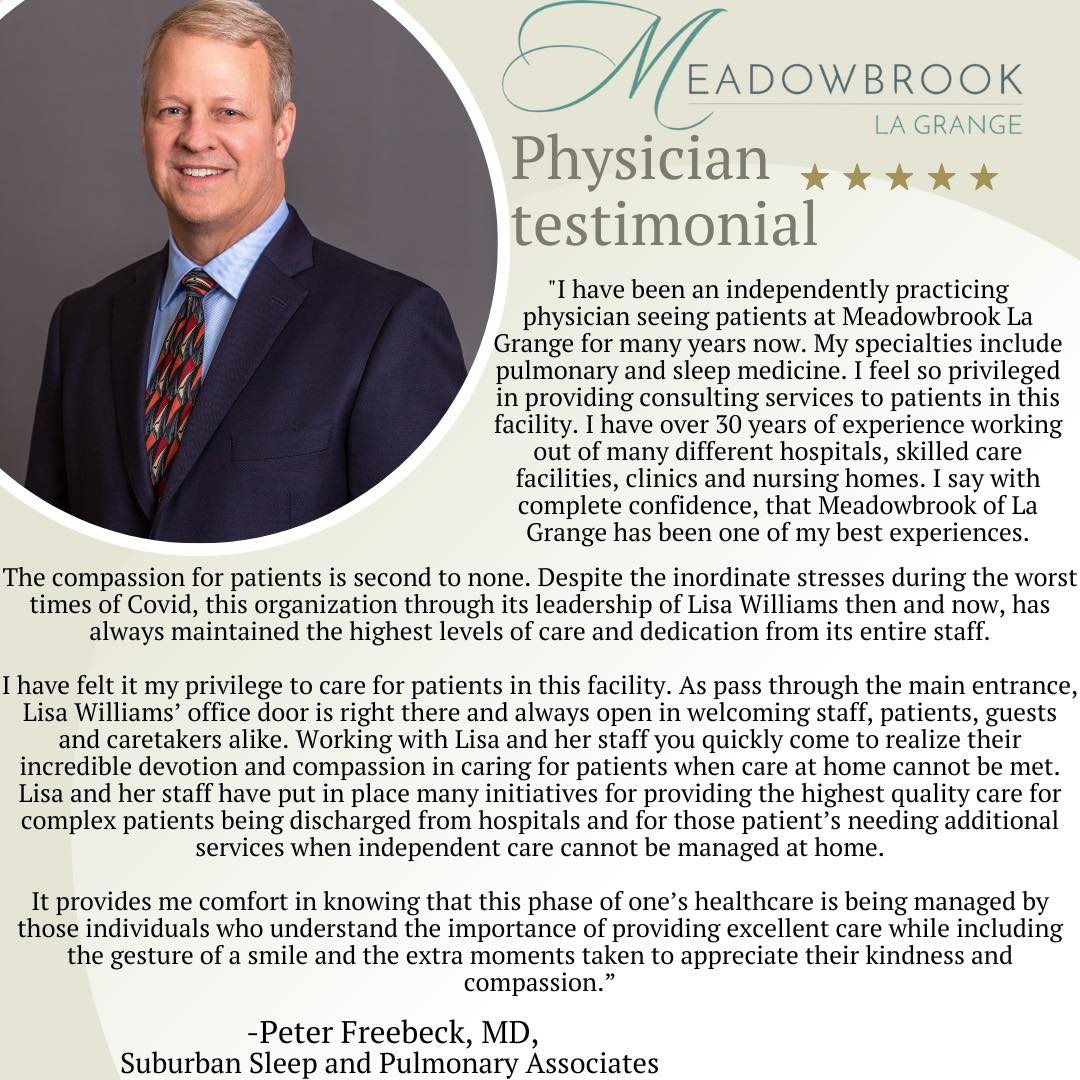 MEADOWBROOK
LA GRANGE
Physician
testimonial
"I have been an independently practicing
physician seeing patients at Meadowbrook La
Grange for many years now. My specialties include
pulmonary and sleep medicine. I feel so privileged
in providing consulting services to patients in this
facility. I have over 30 years of experience working
out of many different hospitals, skilled care
facilities, clinics and nursing homes. I say with
complete confidence, that Meadowbrook of La
Grange has been one of my best experiences.
The compassion for patients is second to none. Despite the inordinate stresses during the worst
times of Covid, this organization through its leadership of Lisa Williams then and now, has
always maintained the highest levels of care and dedication from its entire staff.
I have felt it my privilege to care for patients in this facility. As pass through the main entrance,
Lisa Williams’ office door is right there and always open in welcoming staff, patients, guests
and caretakers alike. Working with Lisa and her staff you quickly come to realize their
incredible devotion and compassion in caring for patients when care at home cannot be met.
Lisa and her staff have put in place many initiatives for providing the highest quality care for
complex patients being discharged from hospitals and for those patient’s needing additional
services when independent care cannot be managed at home.
It provides me comfort in knowing that this phase of one’s healthcare is being managed by
those individuals who understand the importance of providing excellent care while including
the gesture of a smile and the extra moments taken to appreciate their kindness and
compassion.”
-Peter Freebeck, MD,
Suburban Sleep and Pulmonary Associates